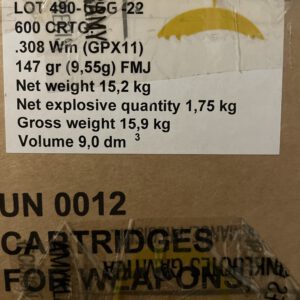 LOT 490-GGG-22
600 CRTG.
.308 Wm (GPX11)
147 gr (9,55g) FMJ
Net weight 15,2 kg
Net explosive quantity 1,75 kg
Gross weight 15,9 kg
Volume 9,0 dm ³
UN 0012
CARTRIDGES
FOR WEAPONS